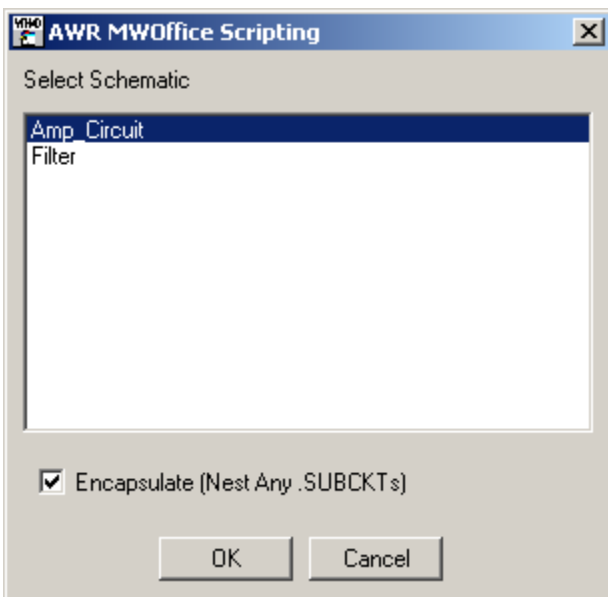 AWR MWOffice Scripting
Select Schematic
Amp_Circuit
Filter
Encapsulate (Nest Any .SUBCKTs)
OK
Cancel